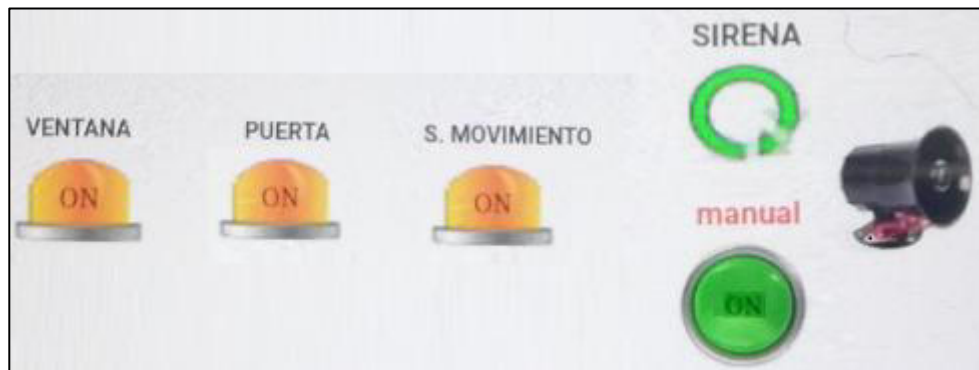 SIRENA
VENTANA
PUERTA
S. MOVIMIENTO
ON
ON
ON
manual
ON